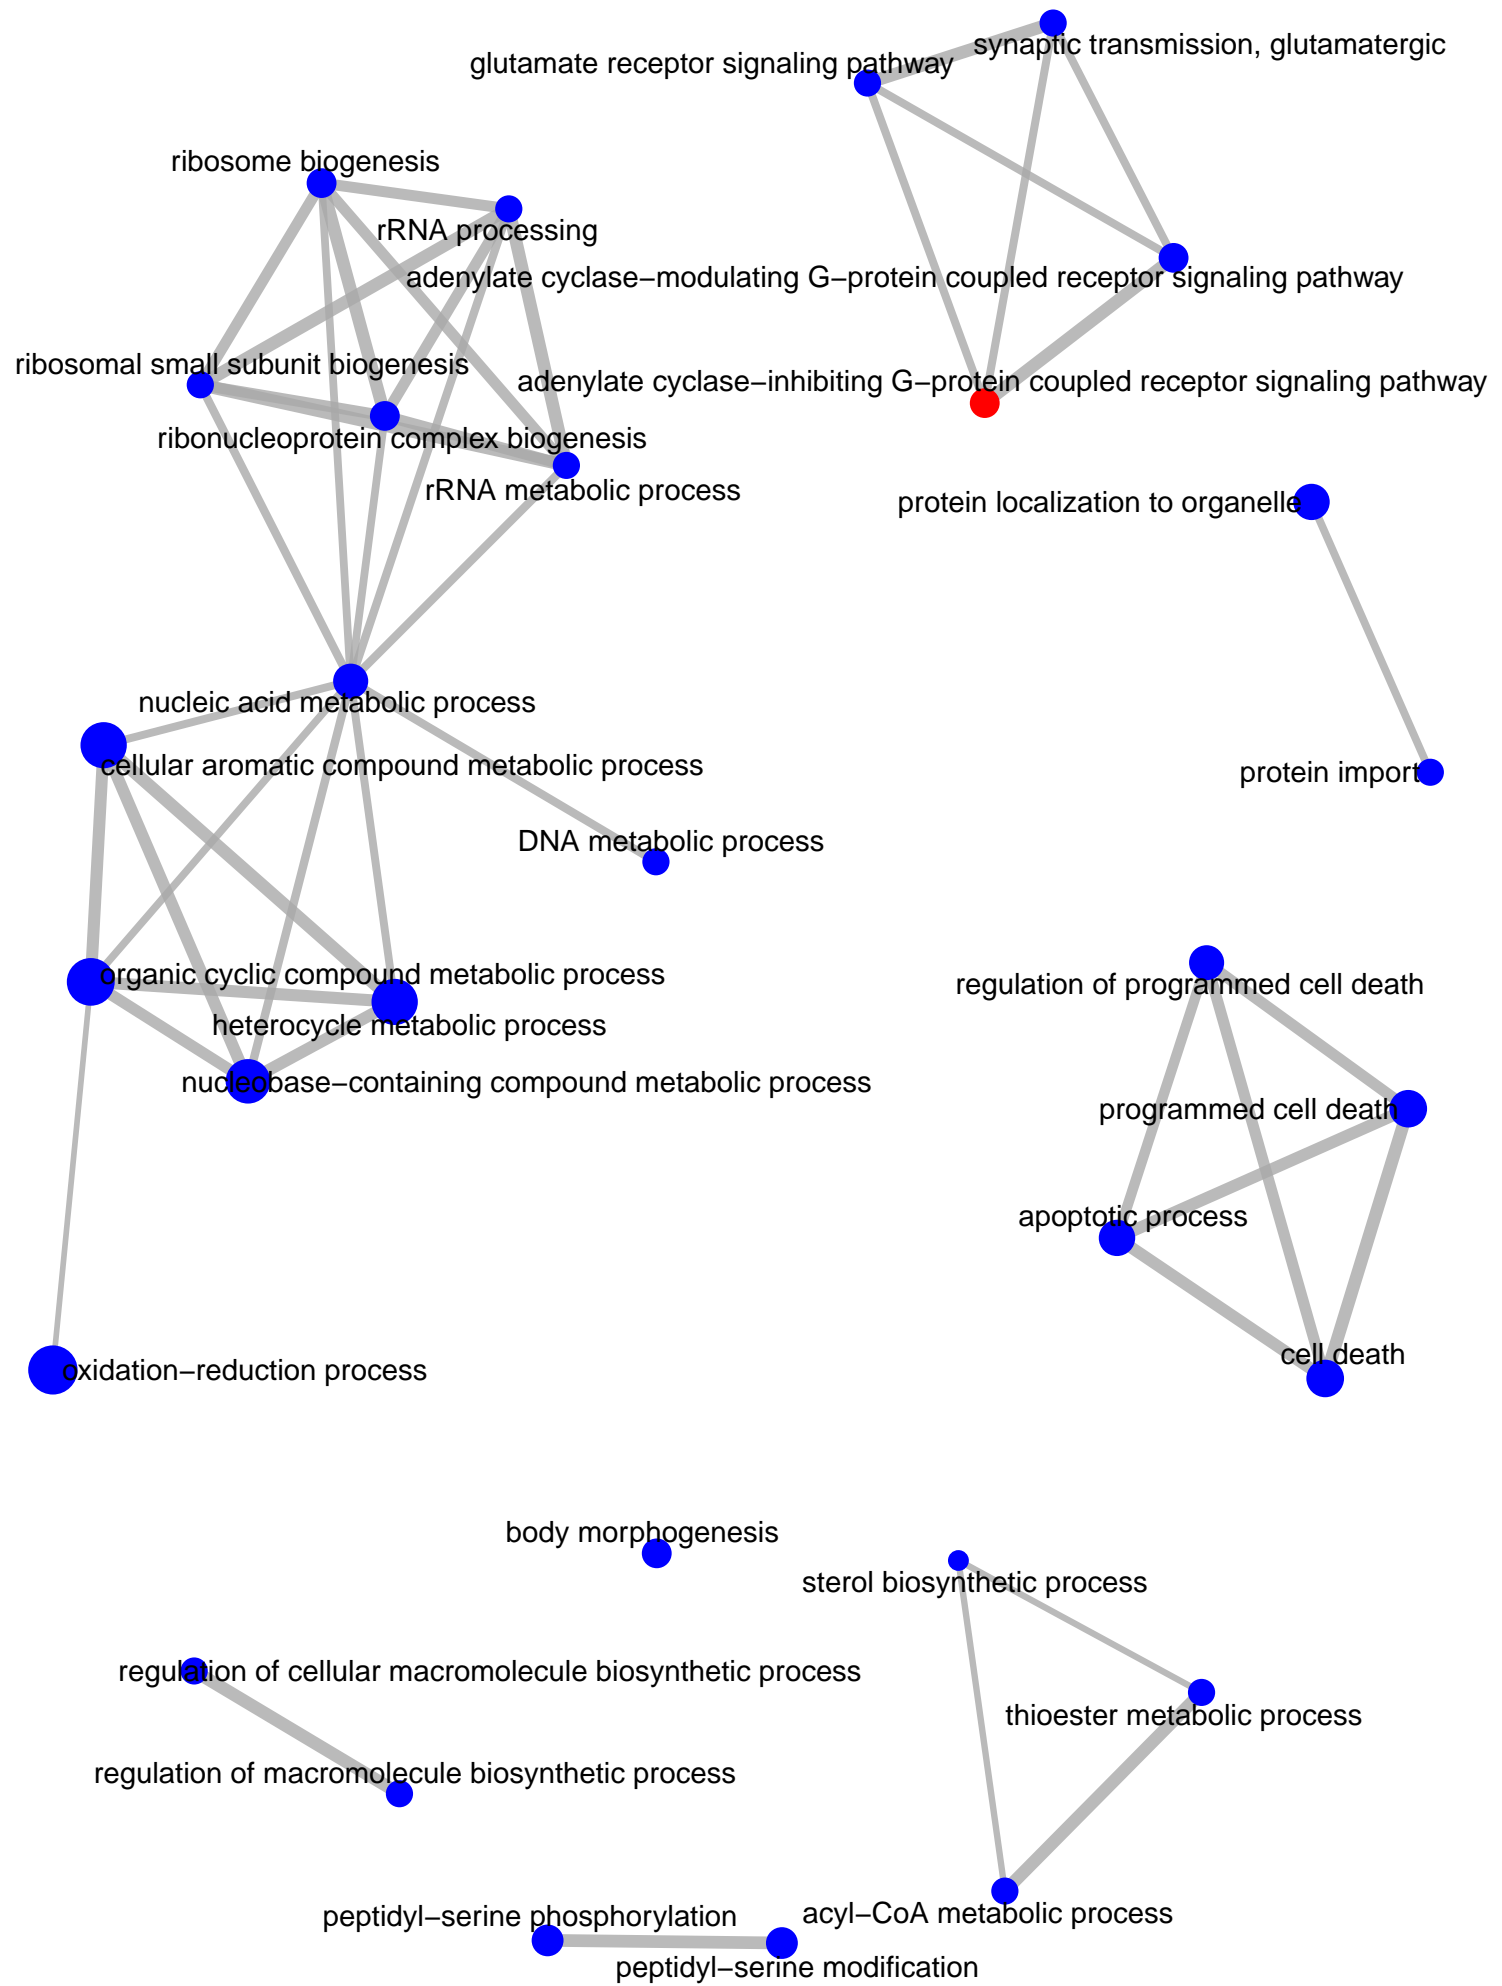 synaptic transmission, glutamatergic
glutamate receptor signaling pathway
ribosome biogenesis
rRNA processing
adenylate cyclase−modulating G−protein coupled receptor signaling pathway
ribosomal small subunit biogenesis
adenylate cyclase−inhibiting G−protein coupled receptor signaling pathway
ribonucleoprotein complex biogenesis
rRNA metabolic process
protein localization to organelle
nucleic acid metabolic process
cellular aromatic compound metabolic process
protein import
DNA metabolic process
organic cyclic compound metabolic process
regulation of programmed cell death
heterocycle metabolic process
nucleobase−containing compound metabolic process
programmed cell death
apoptotic process
cell death
oxidation−reduction process
body morphogenesis
sterol biosynthetic process
regulation of cellular macromolecule biosynthetic process
thioester metabolic process
regulation of macromolecule biosynthetic process
acyl−CoA metabolic process
peptidyl−serine phosphorylation
peptidyl−serine modification